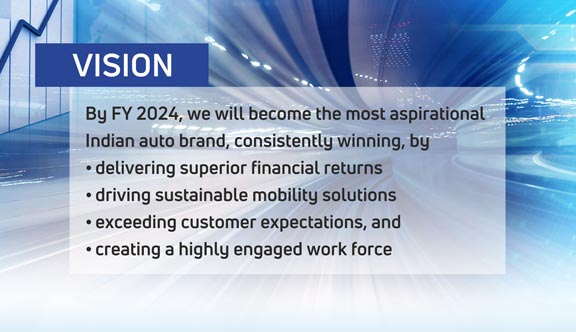 VISION
By FY 2024, we will become the most aspirational
Indian auto brand, consistently winning, by
• delivering superior financial returns
• driving sustainable mobility solutions
• exceeding customer expectations, and
• creating a highly engaged work force